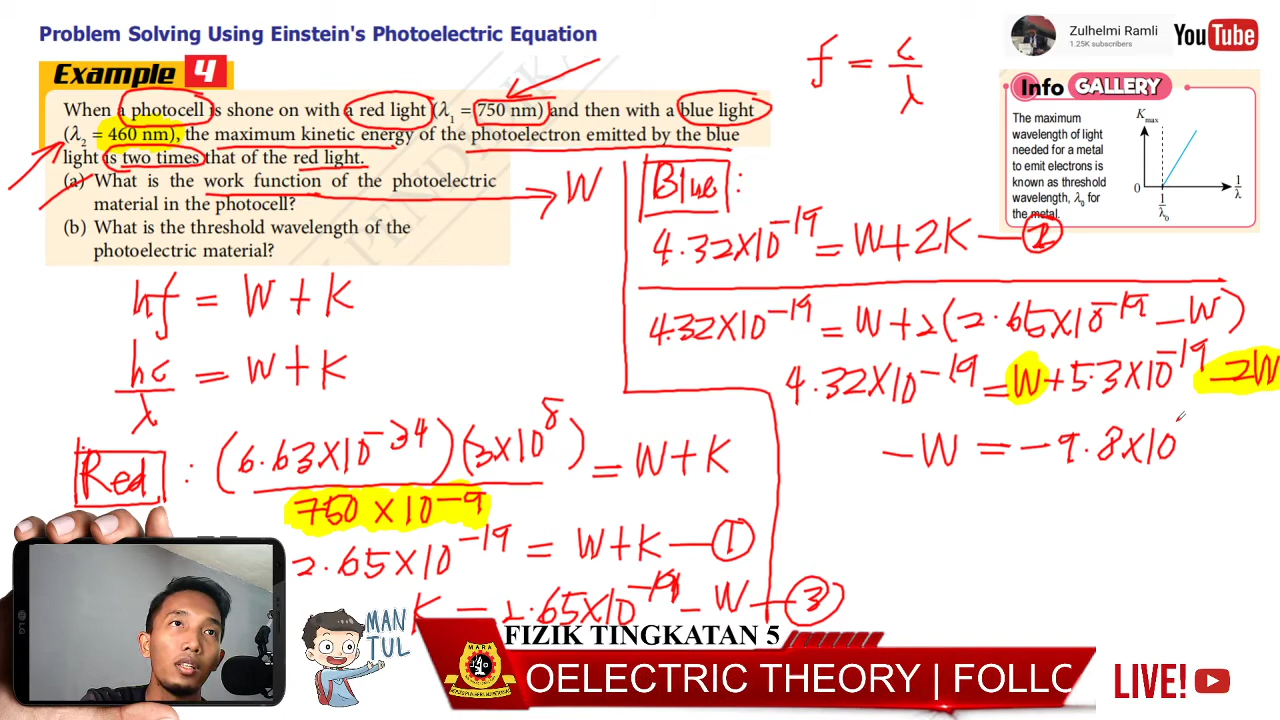 Problem Solving Using Einstein's Photoelectric Equation
Example 4
When a photocell is shone on with a red light (λ₁ = 750 nm) and then with a blue light
(λ₂ = 460 nm), the maximum kinetic energy of the photoelectron emitted by the blue
light is two times that of the red light.
(a) What is the work function of the photoelectric
material in the photocell?
(b) What is the threshold wavelength of the
photoelectric material?
W
f = c/λ
Zulhelmi Ramli
1.25K subscribers
YouTube
Info GALLERY
The maximum
wavelength of light
needed for a metal
to emit electrons is
known as threshold
wavelength, λ₀ for
the metal.
Kmax
0
1/λ₀
1/λ
hf = W + K
hc/λ = W + K
Red : (6.63×10⁻³⁴)(3×10⁸)/750 × 10⁻⁹ = W + K
2.65×10⁻¹⁹ = W + K — ①
K = 2.65×10⁻¹⁹ – W — ③
Blue :
4.32×10⁻¹⁹ = W + 2K — ②
4.32×10⁻¹⁹ = W + 2(2.65×10⁻¹⁹ – W)
4.32×10⁻¹⁹ = W + 5.3×10⁻¹⁹ – 2W
–W = –9.8×10
LG
MAN
TUL
MARA
FIZIK TINGKATAN 5
OELECTRIC THEORY | FOLLO
LIVE!